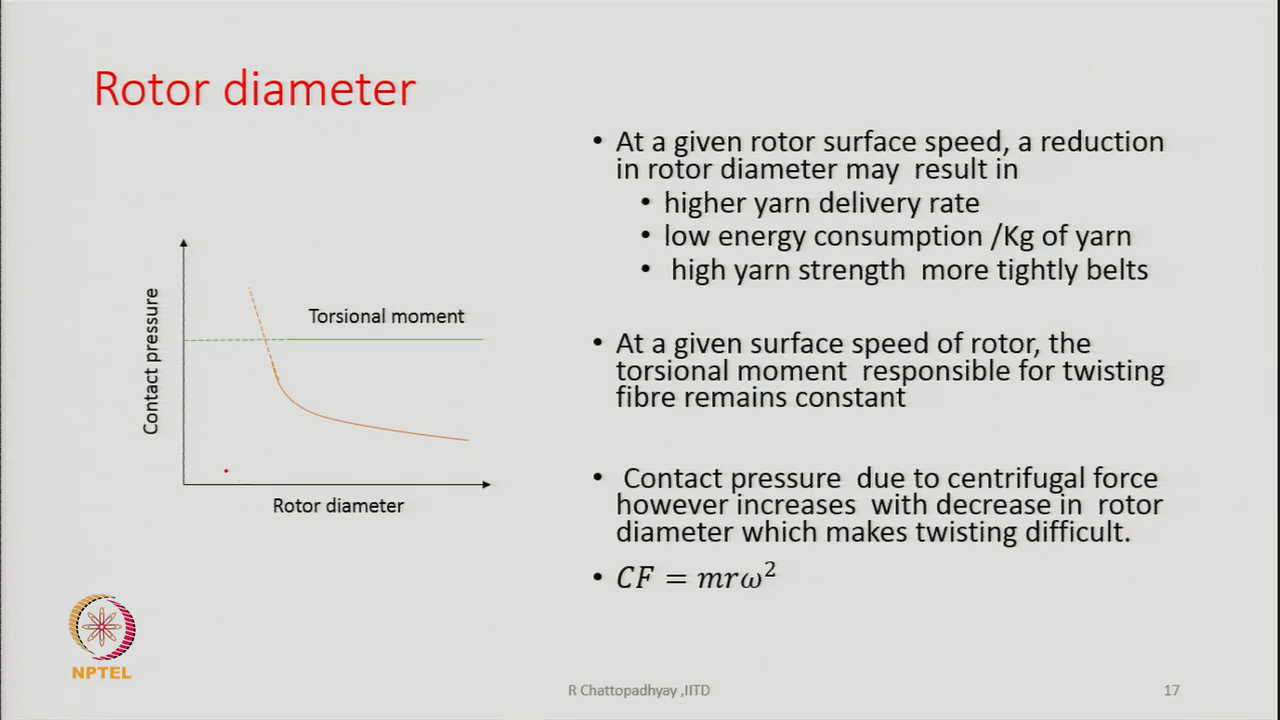 Rotor diameter
• At a given rotor surface speed, a reduction
in rotor diameter may result in
• higher yarn delivery rate
• low energy consumption /Kg of yarn
• high yarn strength more tightly belts
• At a given surface speed of rotor, the
torsional moment responsible for twisting
fibre remains constant
• Contact pressure due to centrifugal force
however increases with decrease in rotor
diameter which makes twisting difficult.
• CF = mrω²
Contact pressure
Torsional moment
Rotor diameter
NPTEL
R Chattopadhyay ,IITD
17